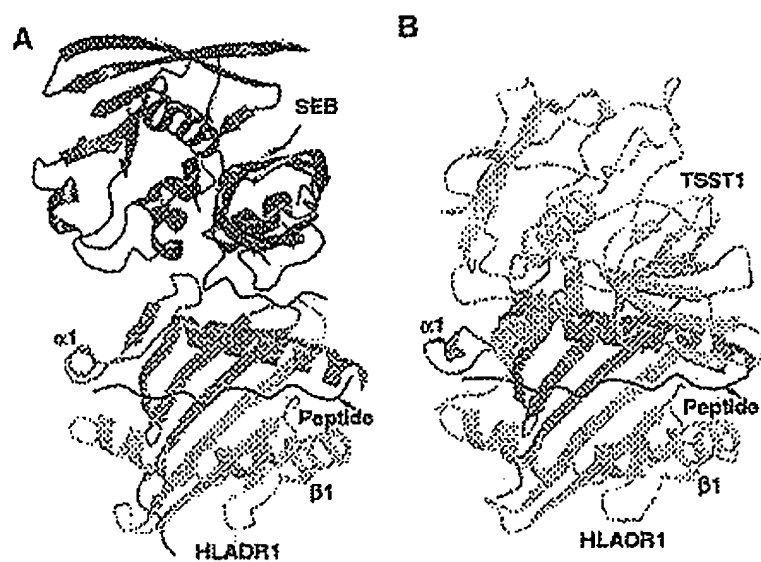 A
SEB
α1
Peptide
β1
HLADR1
B
TSST1
α1
Peptide
β1
HLADR1